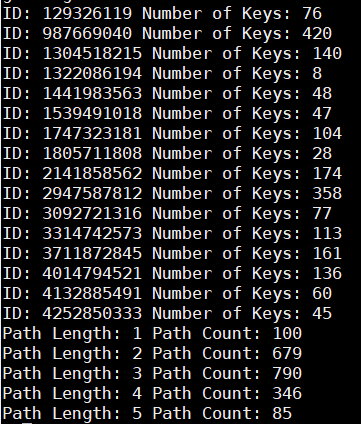 ID: 129326119 Number of Keys: 76
ID: 987669040 Number of Keys: 420
ID: 1304518215 Number of Keys: 140
ID: 1322086194 Number of Keys: 8
ID: 1441983563 Number of Keys: 48
ID: 1539491018 Number of Keys: 47
ID: 1747323181 Number of Keys: 104
ID: 1805711808 Number of Keys: 28
ID: 2141858562 Number of Keys: 174
ID: 2947587812 Number of Keys: 358
ID: 3092721316 Number of Keys: 77
ID: 3314742573 Number of Keys: 113
ID: 3711872845 Number of Keys: 161
ID: 4014794521 Number of Keys: 136
ID: 4132885491 Number of Keys: 60
ID: 4252850333 Number of Keys: 45
Path Length: 1 Path Count: 100
Path Length: 2 Path Count: 679
Path Length: 3 Path Count: 790
Path Length: 4 Path Count: 346
Path Length: 5 Path Count: 85